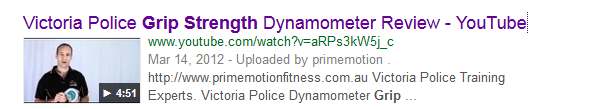 Victoria Police Grip Strength Dynamometer Review - YouTube
www.youtube.com/watch?v=aRPs3kW5j_c
Mar 14, 2012 - Uploaded by primemotion .
http://www.primemotionfitness.com.au Victoria Police Training
Experts. Victoria Police Dynamometer Grip ...
4:51